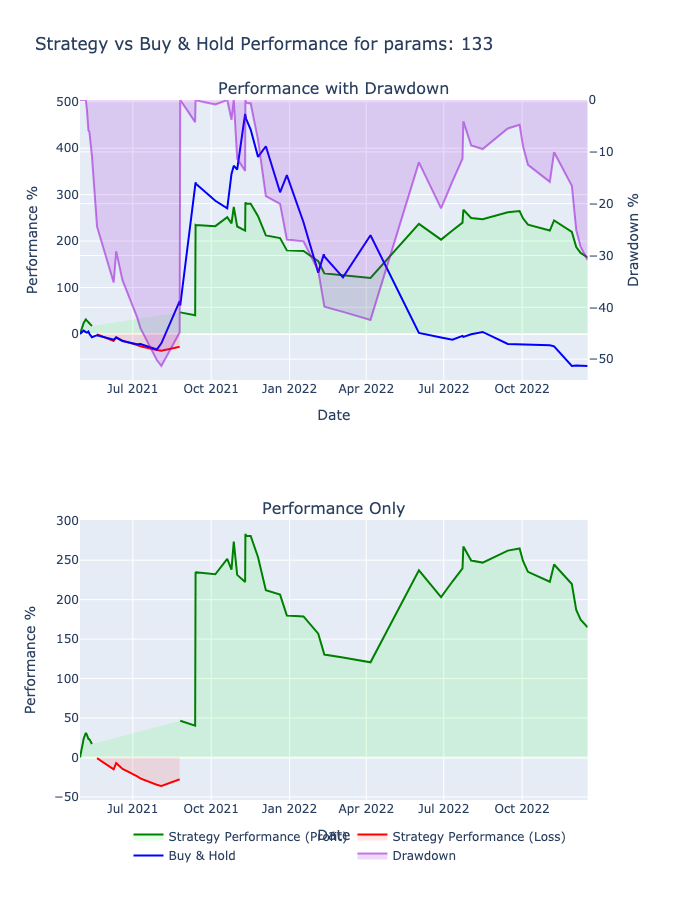 Strategy vs Buy & Hold Performance for params: 133
Performance with Drawdown
500
400
300
200
100
0
Performance %
0
−10
−20
−30
−40
−50
Drawdown %
Jul 2021 Oct 2021 Jan 2022 Apr 2022 Jul 2022 Oct 2022
Date
Performance Only
300
250
200
150
100
50
0
−50
Performance %
Jul 2021 Oct 2021 Jan 2022 Apr 2022 Jul 2022 Oct 2022
Date
Strategy Performance (Profit) Strategy Performance (Loss)
Buy & Hold Drawdown